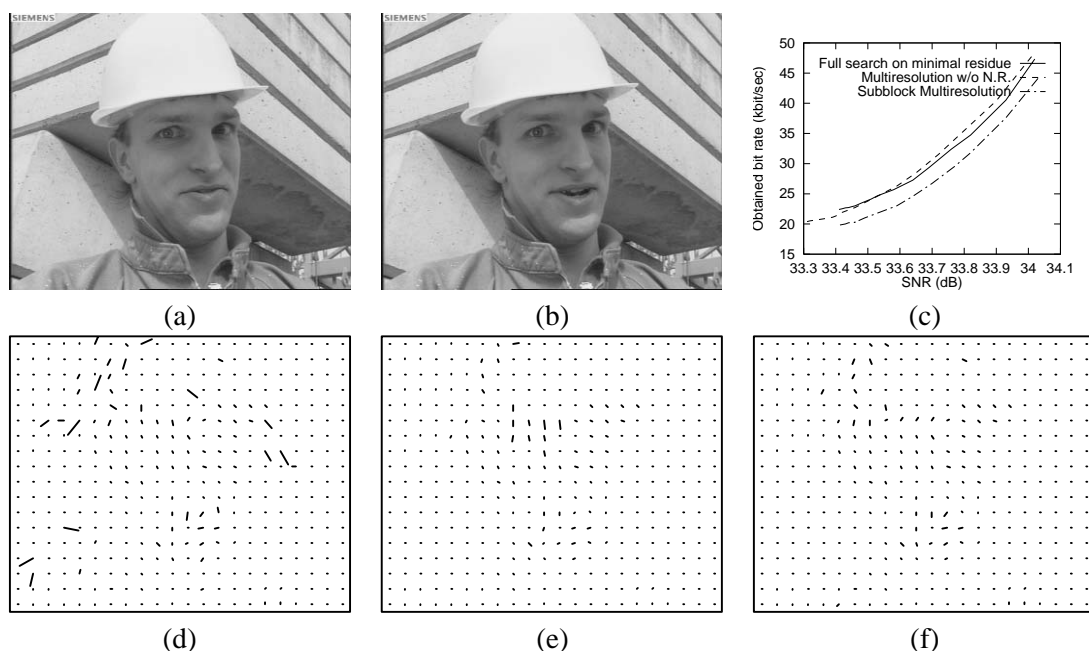 SIEMENS
SIEMENS
50
45
40
35
30
25
20
15
Obtained bit rate (kbit/sec)
Full search on minimal residue
Multiresolution w/o N.R.
Subblock Multiresolution
33.3 33.4 33.5 33.6 33.7 33.8 33.9 34 34.1
SNR (dB)
(a)
(b)
(c)
(d)
(e)
(f)